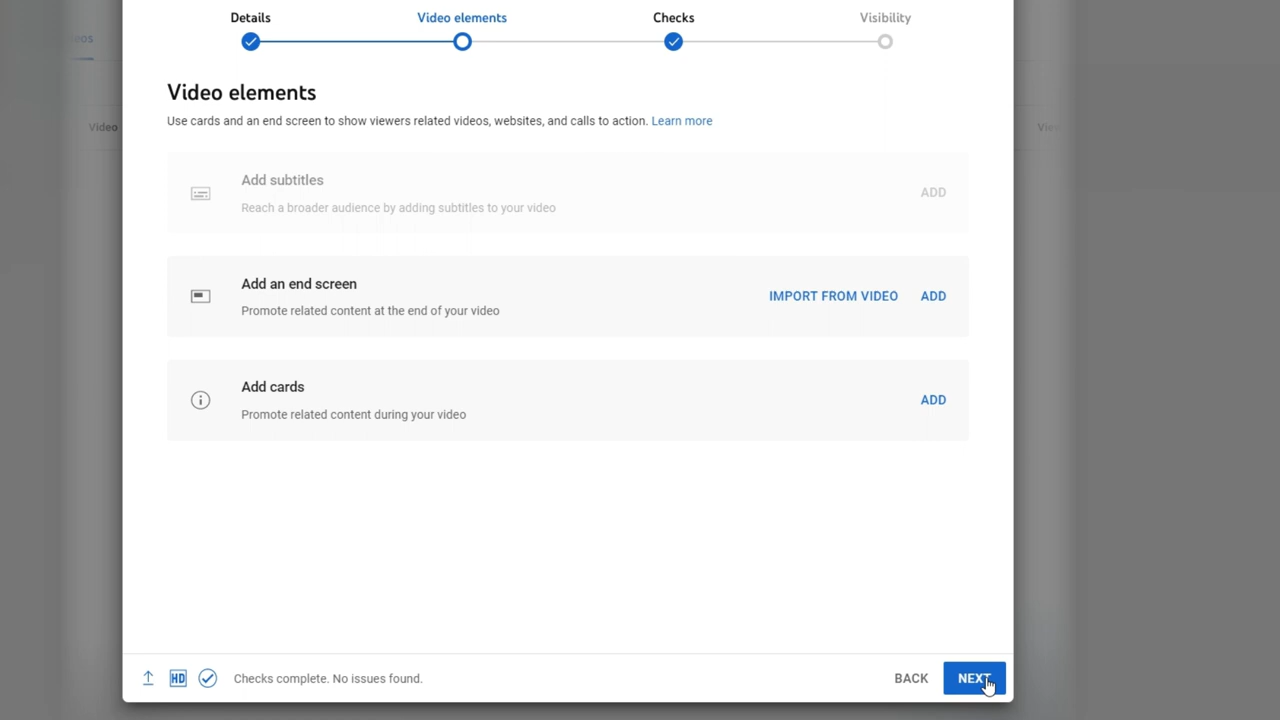 Details
Video elements
Checks
Visibility
Video elements
Use cards and an end screen to show viewers related videos, websites, and calls to action. Learn more
Video
Add subtitles
ADD
Reach a broader audience by adding subtitles to your video
Add an end screen
IMPORT FROM VIDEO
ADD
Promote related content at the end of your video
Add cards
ADD
Promote related content during your video
HD
Checks complete. No issues found.
BACK
NEXT